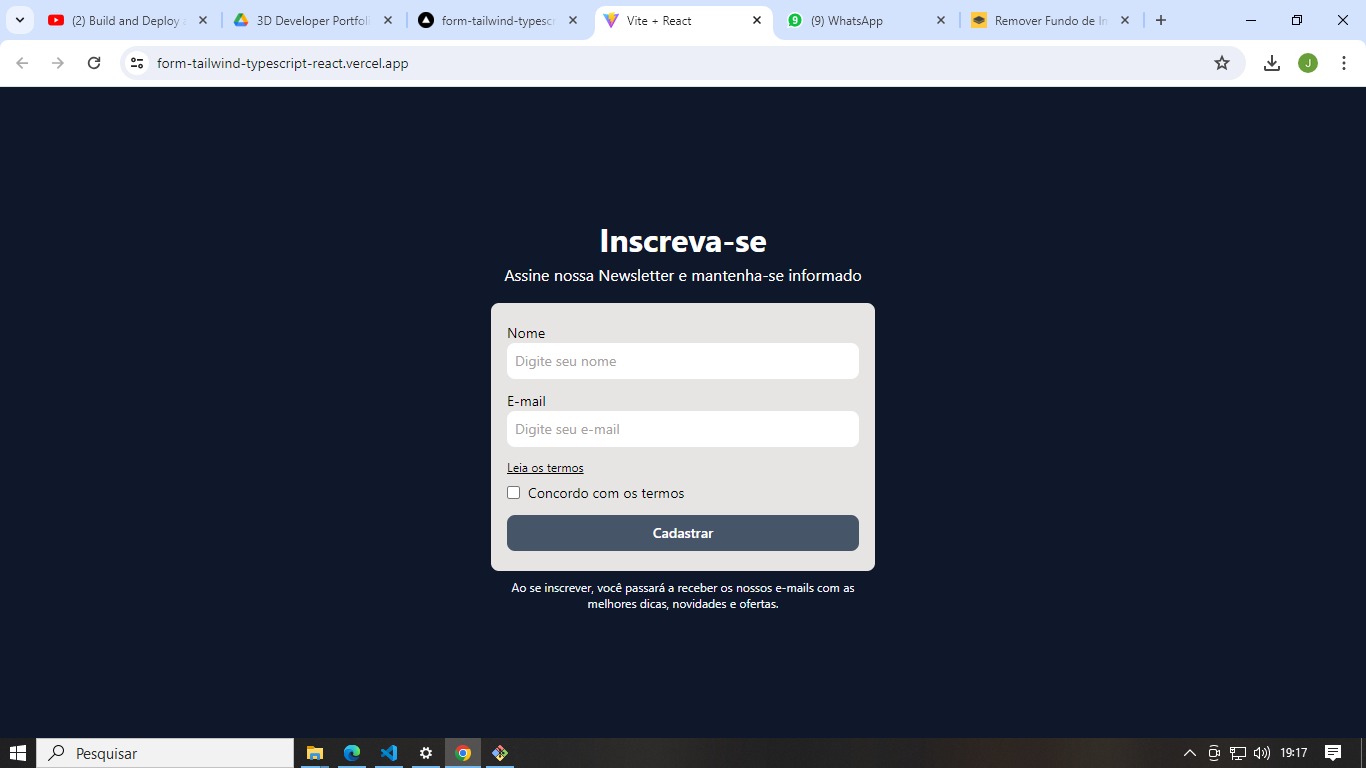 (2) Build and Deploy a
3D Developer Portfoli
form-tailwind-typescr
Vite + React
(9) WhatsApp
Remover Fundo de Im
form-tailwind-typescript-react.vercel.app
J
Inscreva-se
Assine nossa Newsletter e mantenha-se informado
Nome
Digite seu nome
E-mail
Digite seu e-mail
Leia os termos
Concordo com os termos
Cadastrar
Ao se inscrever, você passará a receber os nossos e-mails com as
melhores dicas, novidades e ofertas.
Pesquisar
19:17